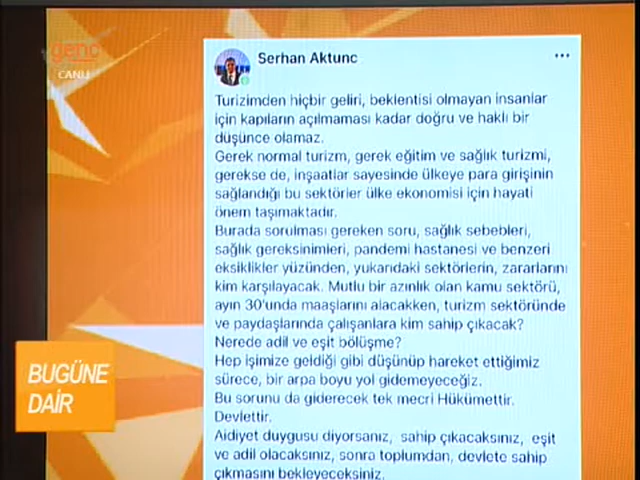 genç
CANLI
Serhan Aktunc
Turizimden hiçbir geliri, beklentisi olmayan insanlar
için kapıların açılmaması kadar doğru ve haklı bir
düşünce olamaz.
Gerek normal turizm, gerek eğitim ve sağlık turizmi,
gerekse de, inşaatlar sayesinde ülkeye para girişinin
sağlandığı bu sektörler ülke ekonomisi için hayati
önem taşımaktadır.
Burada sorulması gereken soru, sağlık sebebleri,
sağlık gereksinimleri, pandemi hastanesi ve benzeri
eksiklikler yüzünden, yukarıdaki sektörlerin, zararlarını
kim karşılayacak. Mutlu bir azınlık olan kamu sektörü,
ayın 30'unda maaşlarını alacakken, turizm sektöründe
ve paydaşlarında çalışanlara kim sahip çıkacak?
Nerede adil ve eşit bölüşme?
Hep işimize geldiği gibi düşünüp hareket ettiğimiz
sürece, bir arpa boyu yol gidemeyeceğiz.
Bu sorunu da giderecek tek mecri Hükümettir.
Devlettir.
Aidiyet duygusu diyorsanız, sahip çıkacaksınız, eşit
ve adil olacaksınız, sonra toplumdan, devlete sahip
çıkmasını bekleyeceksiniz.
BUGÜNE
DAİR